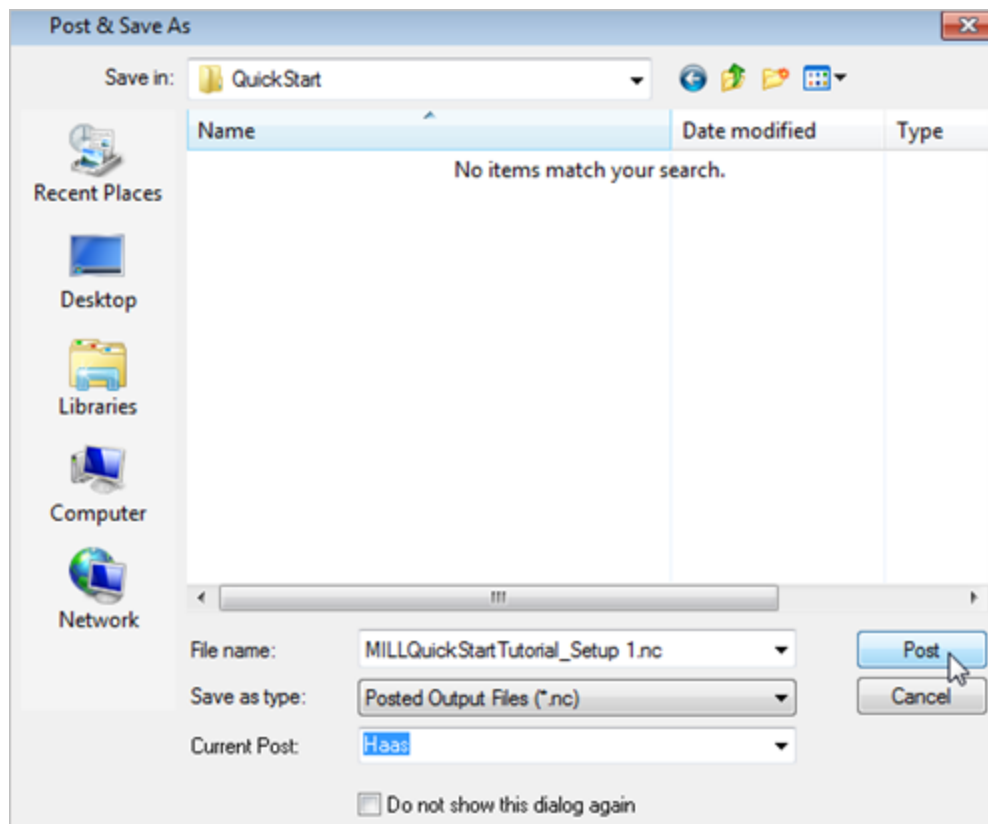 Post & Save As
Save in: QuickStart
Name Date modified Type
No items match your search.
Recent Places
Desktop
Libraries
Computer
Network
File name: MILLQuickStartTutorial_Setup 1.nc Post
Save as type: Posted Output Files (*.nc) Cancel
Current Post: Haas
Do not show this dialog again